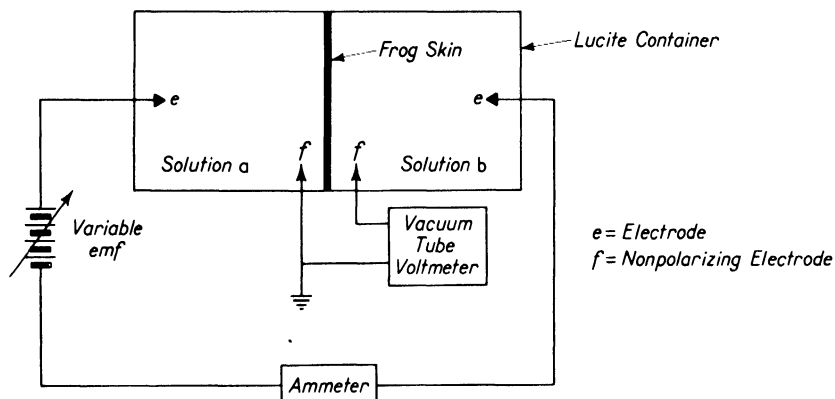 Frog Skin
Lucite Container
e
e
Solution a
f
f
Solution b
Variable
emf
Vacuum
Tube
Voltmeter
e = Electrode
f = Nonpolarizing Electrode
Ammeter